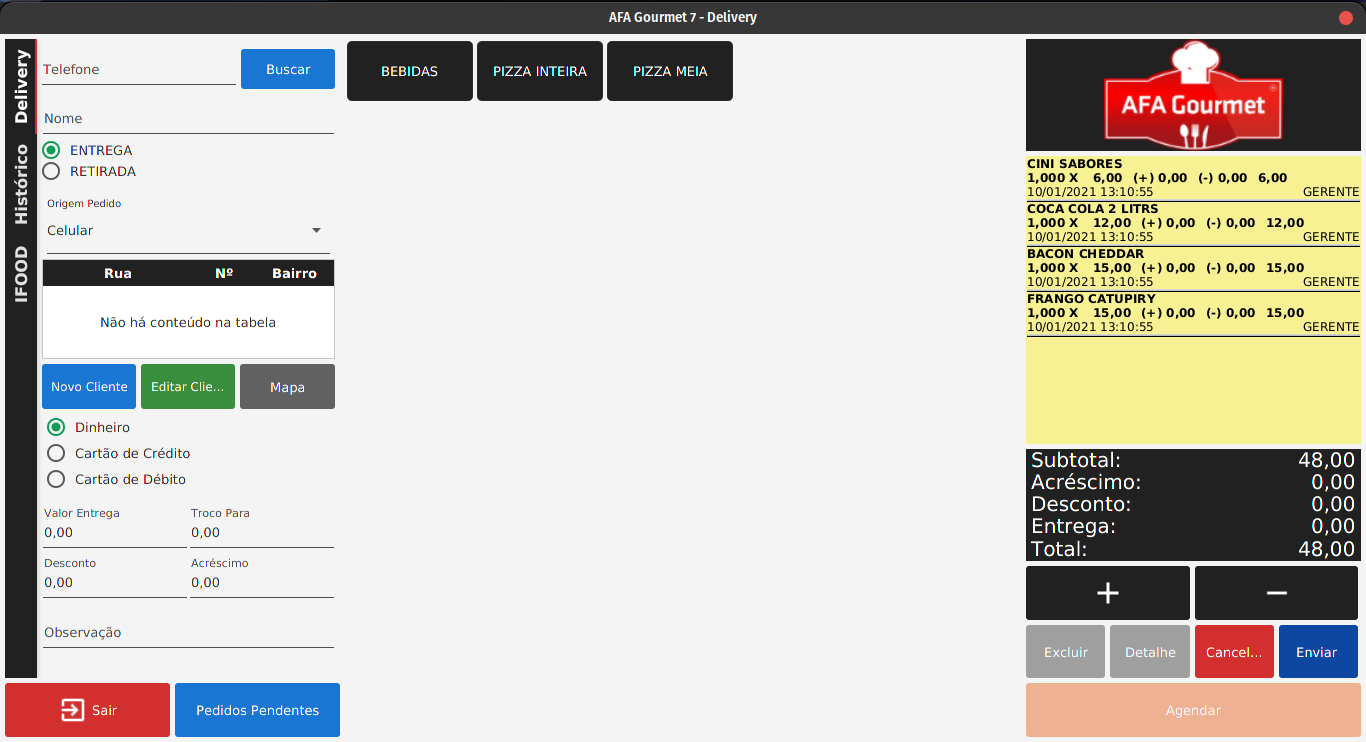 AFA Gourmet 7 - Delivery
Delivery
Histórico
IFOOD
Telefone
Buscar
Nome
ENTREGA
RETIRADA
Origem Pedido
Celular
Rua Nº Bairro
Não há conteúdo na tabela
Novo Cliente Editar Clie... Mapa
Dinheiro
Cartão de Crédito
Cartão de Débito
Valor Entrega Troco Para
0,00 0,00
Desconto Acréscimo
0,00 0,00
Observação
Sair Pedidos Pendentes
BEBIDAS PIZZA INTEIRA PIZZA MEIA
AFA Gourmet
CINI SABORES
1,000 X 6,00 (+) 0,00 (-) 0,00 6,00
10/01/2021 13:10:55 GERENTE
COCA COLA 2 LITRS
1,000 X 12,00 (+) 0,00 (-) 0,00 12,00
10/01/2021 13:10:55 GERENTE
BACON CHEDDAR
1,000 X 15,00 (+) 0,00 (-) 0,00 15,00
10/01/2021 13:10:55 GERENTE
FRANGO CATUPIRY
1,000 X 15,00 (+) 0,00 (-) 0,00 15,00
10/01/2021 13:10:55 GERENTE
Subtotal: 48,00
Acréscimo: 0,00
Desconto: 0,00
Entrega: 0,00
Total: 48,00
+ −
Excluir Detalhe Cancel... Enviar
Agendar